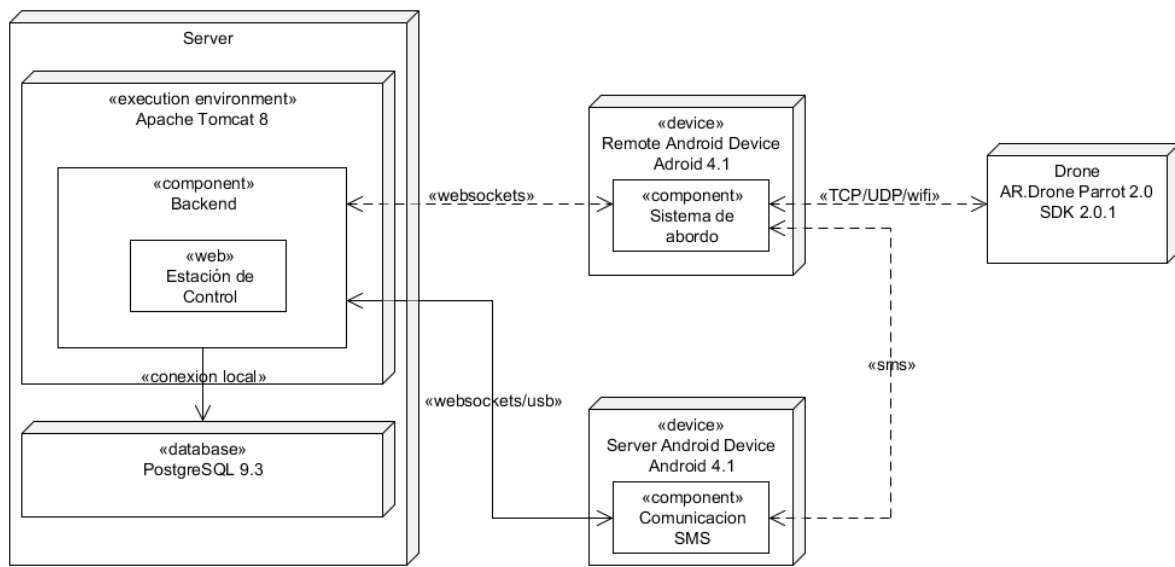 Server
«execution environment»
Apache Tomcat 8
«component»
Backend
«web»
Estación de
Control
«conexion local»
«database»
PostgreSQL 9.3
«websockets»
«websockets/usb»
«device»
Remote Android Device
Adroid 4.1
«component»
Sistema de
abordo
«TCP/UDP/wifi»
Drone
AR.Drone Parrot 2.0
SDK 2.0.1
«sms»
«device»
Server Android Device
Android 4.1
«component»
Comunicacion
SMS